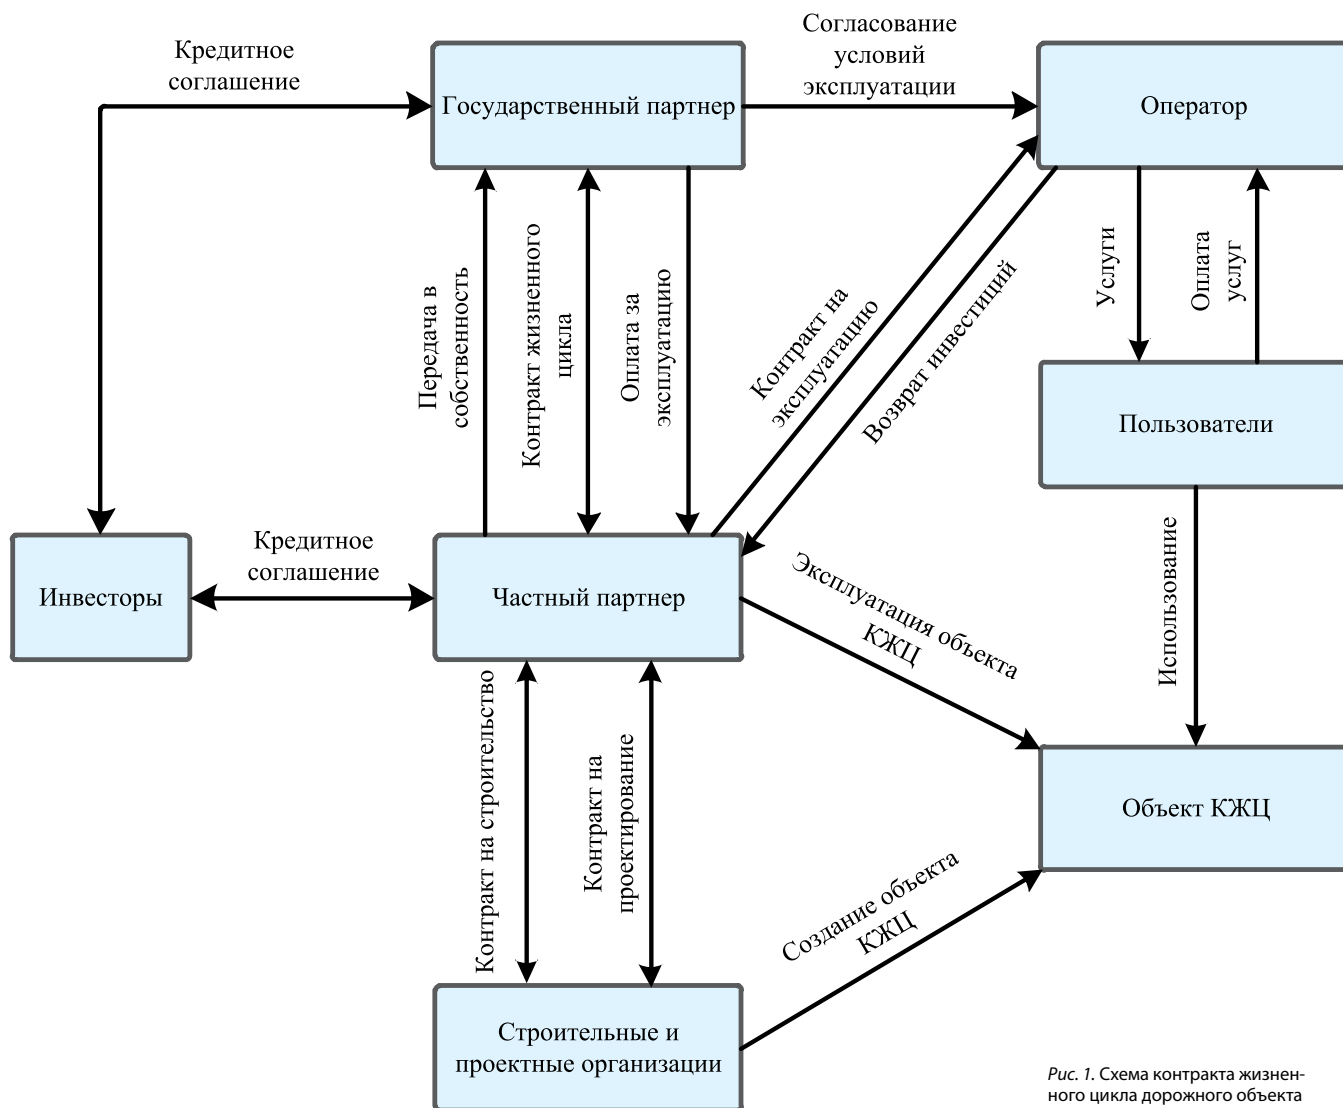 Кредитное
соглашение
Государственный партнер
Согласование
условий
эксплуатации
Оператор
Передача в
собственность
Контракт жизненного
цикла
Оплата за
эксплуатацию
Контракт на
эксплуатацию
Возврат инвестиций
Услуги
Оплата
услуг
Пользователи
Инвесторы
Кредитное
соглашение
Частный партнер
Эксплуатация объекта
КЖЦ
Использование
Контракт на строительство
Контракт на
проектирование
Объект КЖЦ
Создание объекта
КЖЦ
Строительные и
проектные организации
Рис. 1. Схема контракта жизнен-
ного цикла дорожного объекта